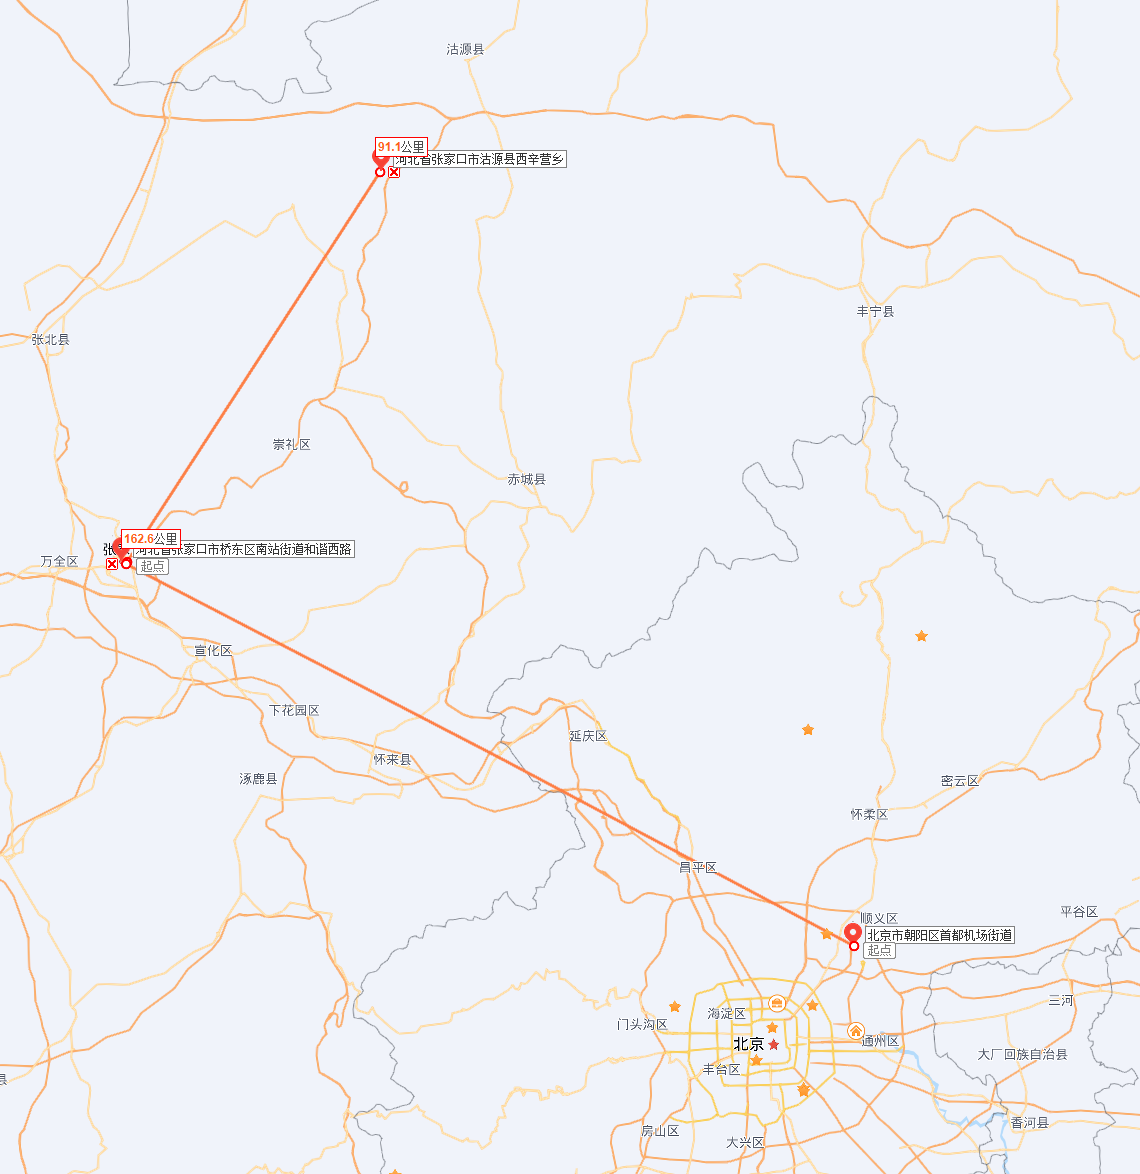 沽源县
91.1公里
河北省张家口市沽源县西辛营乡
丰宁县
张北县
崇礼区
赤城县
162.6公里
河北省张家口市桥东区南站街道和谐西路
万全区
起点
宣化区
下花园区
延庆区
怀来县
涿鹿县
密云区
怀柔区
昌平区
平谷区
顺义区
北京市朝阳区首都机场街道
起点
三河
海淀区
门头沟区
北京
通州区
大厂回族自治县
丰台区
县
香河县
房山区
大兴区